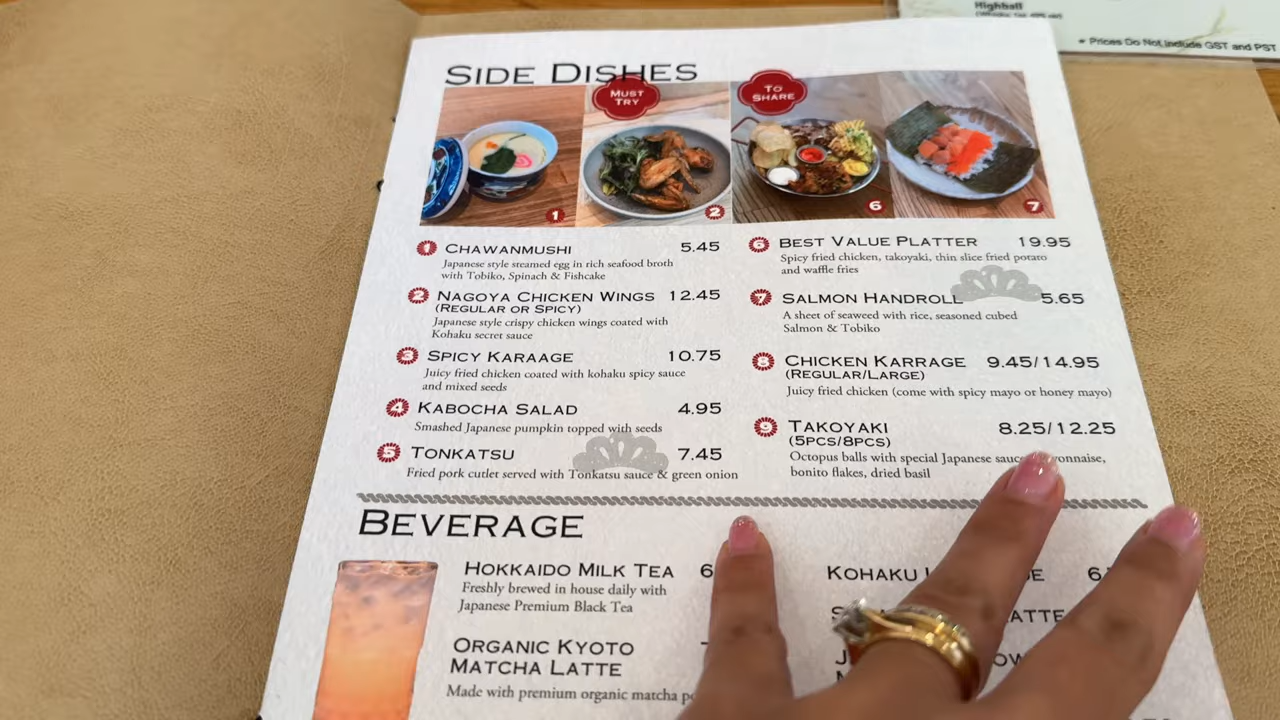 Highball
* Prices Do Not Include GST and PST
SIDE DISHES
MUST TRY
TO SHARE
1
2
6
7
1 CHAWANMUSHI 5.45
Japanese style steamed egg in rich seafood broth
with Tobiko, Spinach & Fishcake
2 NAGOYA CHICKEN WINGS 12.45
(REGULAR OR SPICY)
Japanese style crispy chicken wings coated with
Kohaku secret sauce
3 SPICY KARAAGE 10.75
Juicy fried chicken coated with kohaku spicy sauce
and mixed seeds
4 KABOCHA SALAD 4.95
Smashed Japanese pumpkin topped with seeds
5 TONKATSU 7.45
Fried pork cutlet served with Tonkatsu sauce & green onion
6 BEST VALUE PLATTER 19.95
Spicy fried chicken, takoyaki, thin slice fried potato
and waffle fries
7 SALMON HANDROLL 5.65
A sheet of seaweed with rice, seasoned cubed
Salmon & Tobiko
8 CHICKEN KARRAGE 9.45/14.95
(REGULAR/LARGE)
Juicy fried chicken (come with spicy mayo or honey mayo)
9 TAKOYAKI 8.25/12.25
(5PCS/8PCS)
Octopus balls with special Japanese
bonito flakes, dried basil
BEVERAGE
HOKKAIDO MILK TEA
Freshly brewed in house daily with
Japanese Premium Black Tea
ORGANIC KYOTO
MATCHA LATTE
Made with premium organic matcha
KOHAKU